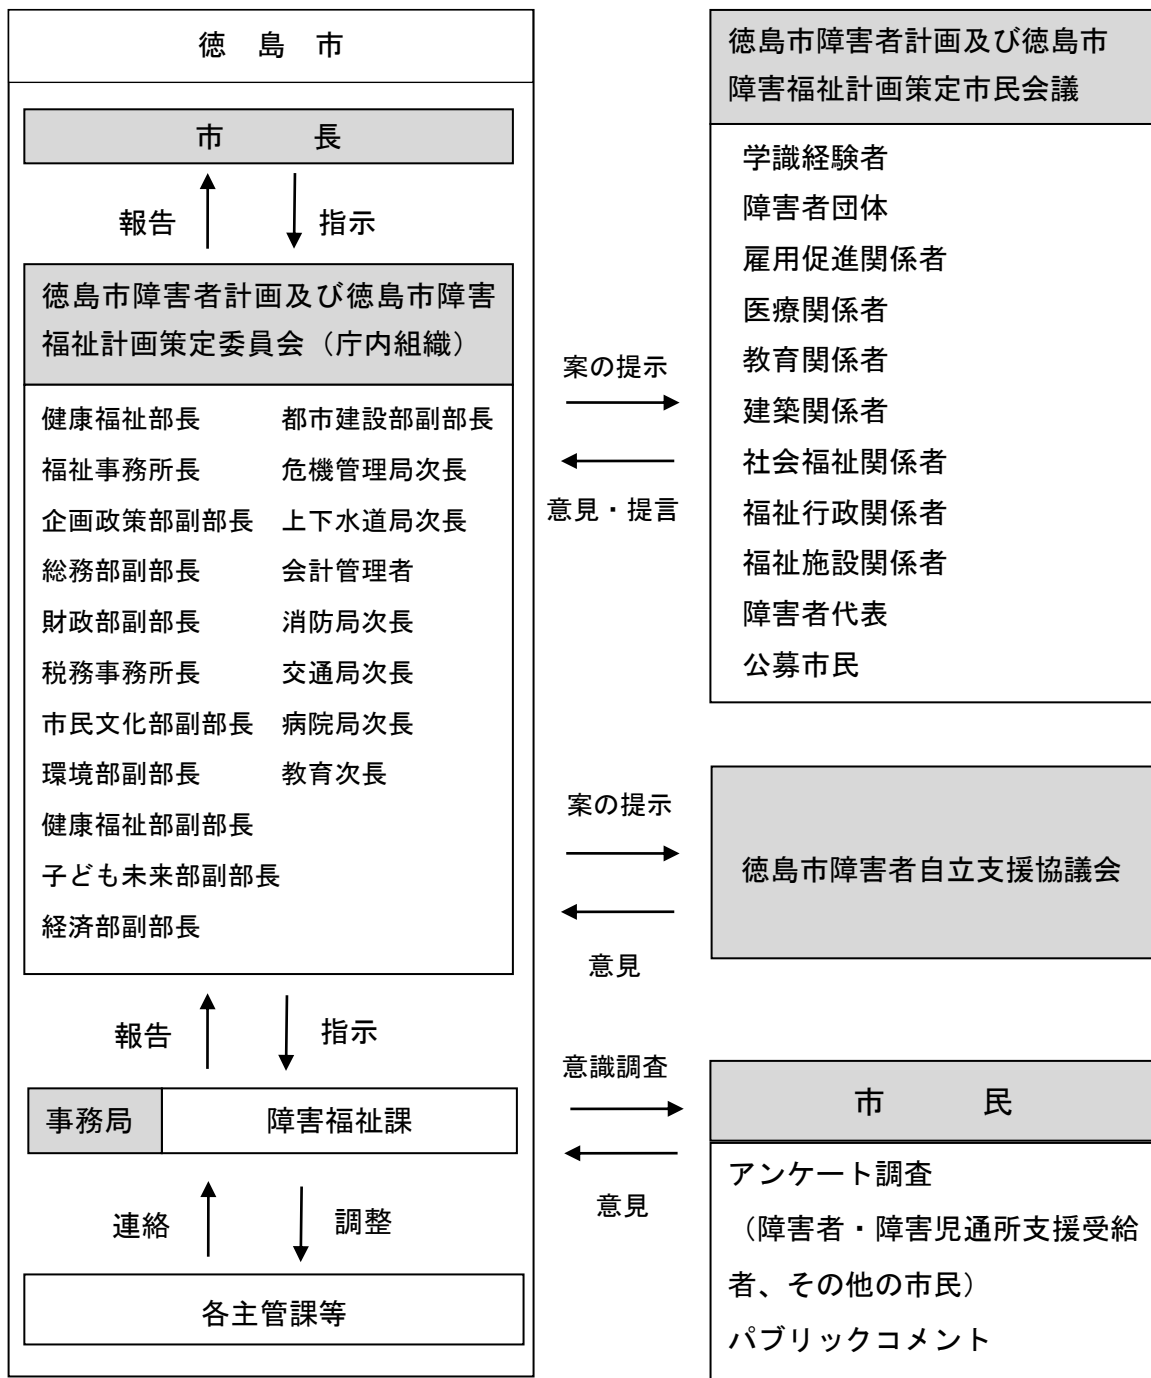 徳島市
市長
報告
指示
徳島市障害者計画及び徳島市障害
福祉計画策定委員会（庁内組織）
健康福祉部長
福祉事務所長
企画政策部副部長
総務部副部長
財政部副部長
税務事務所長
市民文化部副部長
環境部副部長
健康福祉部副部長
子ども未来部副部長
経済部副部長
都市建設部副部長
危機管理局次長
上下水道局次長
会計管理者
消防局次長
交通局次長
病院局次長
教育次長
報告
指示
事務局
障害福祉課
連絡
調整
各主管課等
案の提示
意見・提言
徳島市障害者計画及び徳島市
障害福祉計画策定市民会議
学識経験者
障害者団体
雇用促進関係者
医療関係者
教育関係者
建築関係者
社会福祉関係者
福祉行政関係者
福祉施設関係者
障害者代表
公募市民
案の提示
意見
徳島市障害者自立支援協議会
意識調査
意見
市民
アンケート調査
（障害者・障害児通所支援受給
者、その他の市民）
パブリックコメント